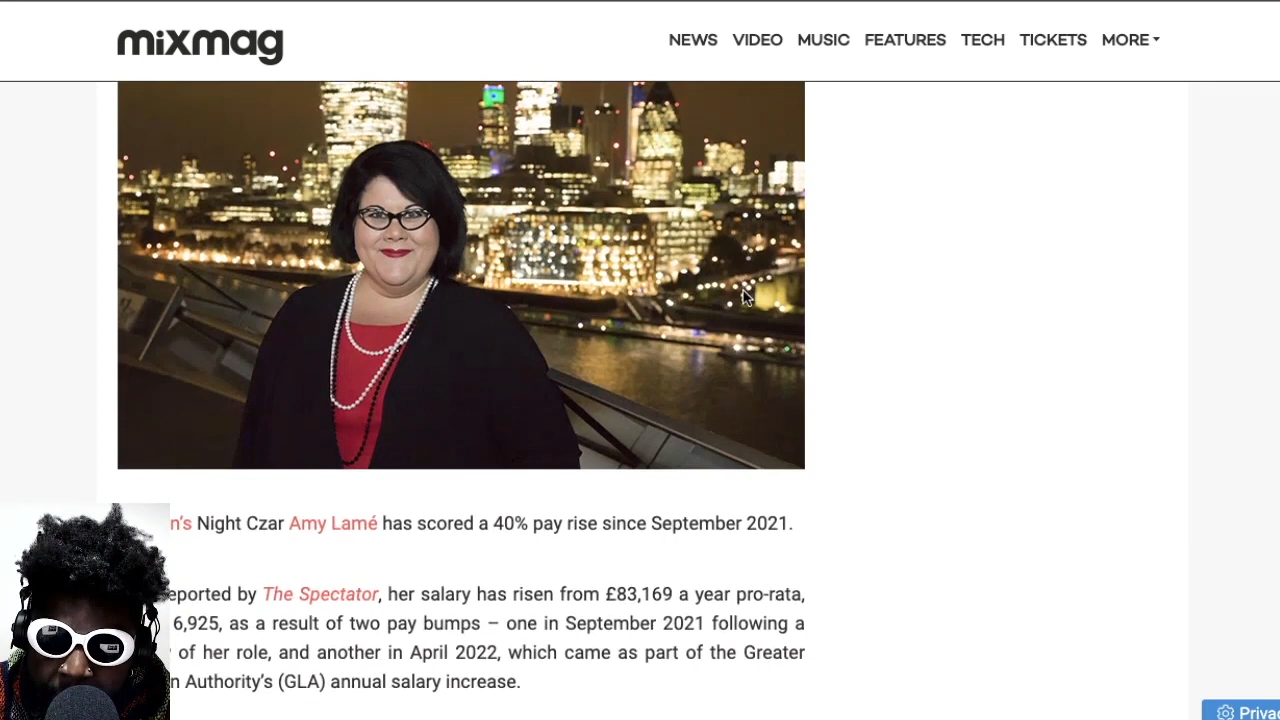 mixmag
NEWS VIDEO MUSIC FEATURES TECH TICKETS MORE
n's Night Czar Amy Lamé has scored a 40% pay rise since September 2021.
eported by The Spectator, her salary has risen from £83,169 a year pro-rata,
6,925, as a result of two pay bumps – one in September 2021 following a
of her role, and another in April 2022, which came as part of the Greater
n Authority's (GLA) annual salary increase.
Privac